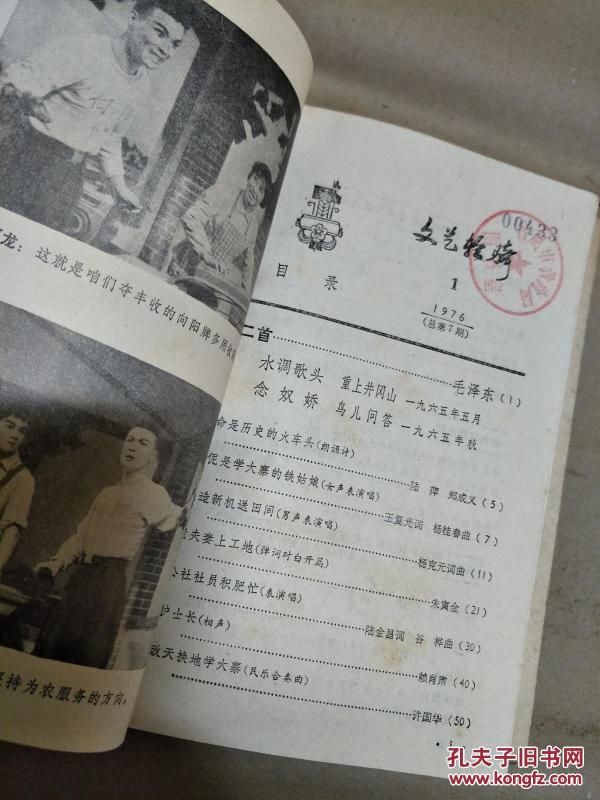 龙：这就是咱们夺丰收的向阳牌多用
持为农服务的方向，
文艺轻骑
00433
目录
1
1976
（总第7期）
二首 毛泽东（1）
水调歌头 重上井冈山 一九六五年五月
念奴娇 鸟儿问答 一九六五年秋
命是历史的火车头（朗诵诗） 陆萍 郑成义（5）
是学大寨的铁姑娘（女声表演唱） 王复光词 杨桂春曲（7）
造新机送田间（男声表演唱） 杨克元词曲（11）
夫妻上工地（弹词对白开篇） 朱寅全（21）
公社社员积肥忙（表演唱） 陆金昌词 谷桦曲（30）
护士长（相声） 赖肖琪（40）
改天换地学大寨（民乐合奏曲） 许国华（50）
孔夫子旧书网
www.kongfz.com